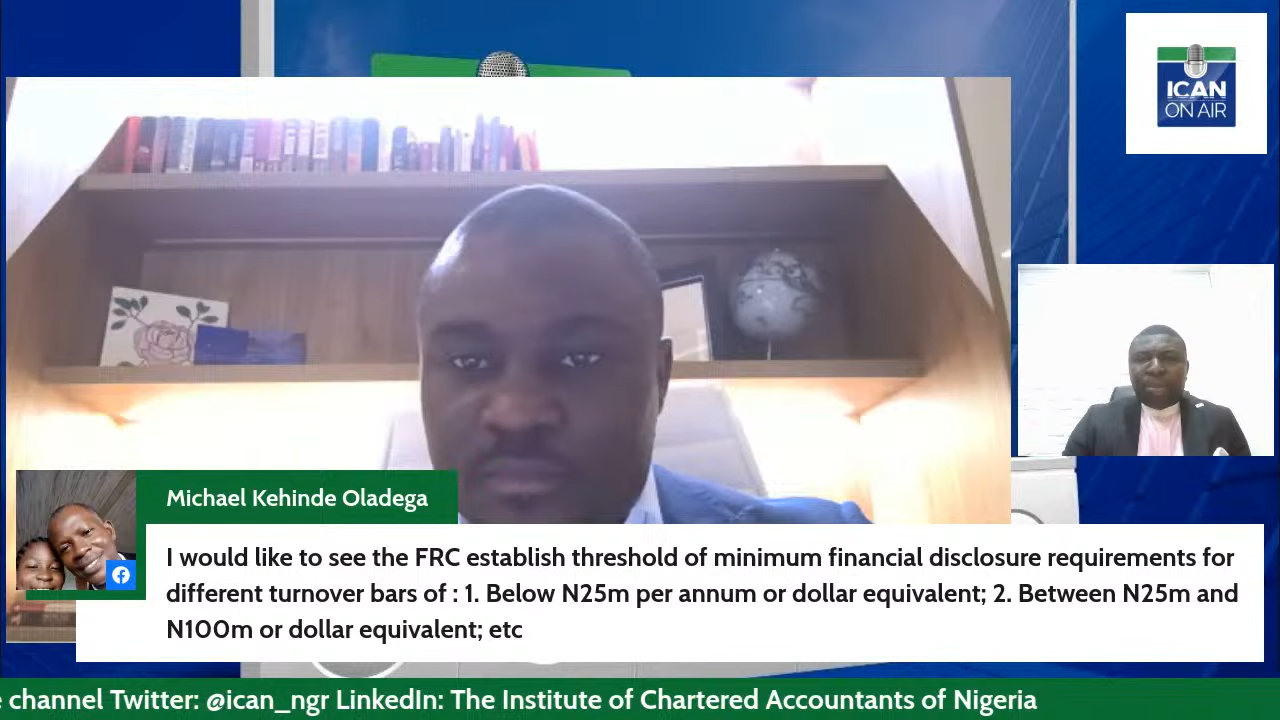 ICAN
ON AIR
Michael Kehinde Oladega
I would like to see the FRC establish threshold of minimum financial disclosure requirements for
different turnover bars of : 1. Below N25m per annum or dollar equivalent; 2. Between N25m and
N100m or dollar equivalent; etc
channel Twitter: @ican_ngr LinkedIn: The Institute of Chartered Accountants of Nigeria